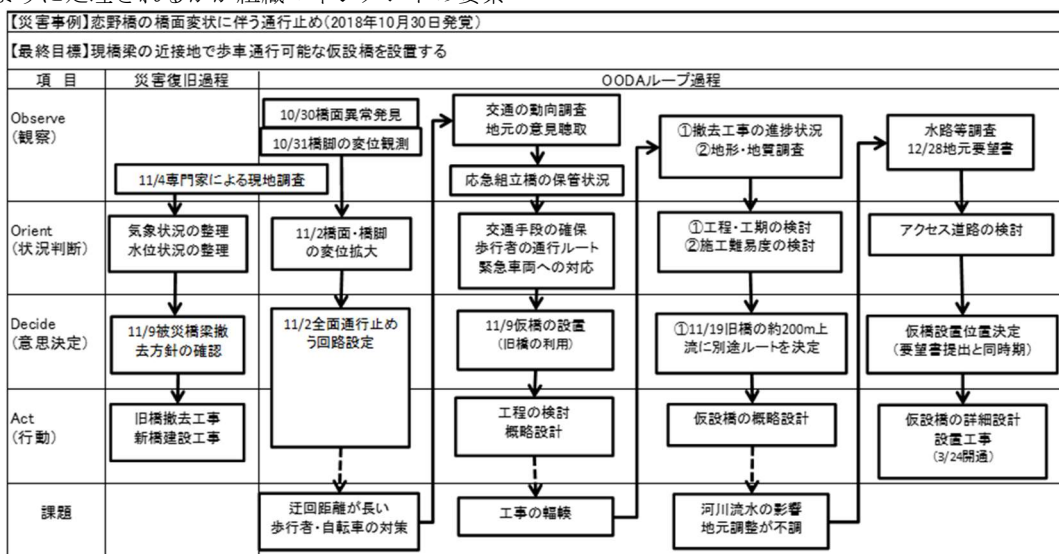 【災害事例】恋野橋の橋面変状に伴う通行止め(2018年10月30日発覚)
【最終目標】現橋梁の近接地で歩車通行可能な仮設橋を設置する
項 目
災害復旧過程
OODAループ過程
Observe
(観察)
11/4専門家による現地調査
10/30橋面異常発見
10/31橋脚の変位観測
交通の動向調査
地元の意見聴取
応急組立橋の保管状況
①撤去工事の進捗状況
②地形・地質調査
水路等調査
12/28地元要望書
Orient
(状況判断)
気象状況の整理
水位状況の整理
11/2橋面・橋脚
の変位拡大
交通手段の確保
歩行者の通行ルート
緊急車両への対応
①工程・工期の検討
②施工難易度の検討
アクセス道路の検討
Decide
(意思決定)
11/9被災橋梁撤
去方針の確認
11/2全面通行止め
う回路設定
11/9仮橋の設置
(旧橋の利用)
①11/19旧橋の約200m上
流に別途ルートを決定
仮橋設置位置決定
(要望書提出と同時期)
Act
(行動)
旧橋撤去工事
新橋建設工事
工程の検討
概略設計
仮設橋の概略設計
仮設橋の詳細設計
設置工事
(3/24開通)
課題
迂回距離が長い
歩行者・自転車の対策
工事の輻輳
河川流水の影響
地元調整が不調